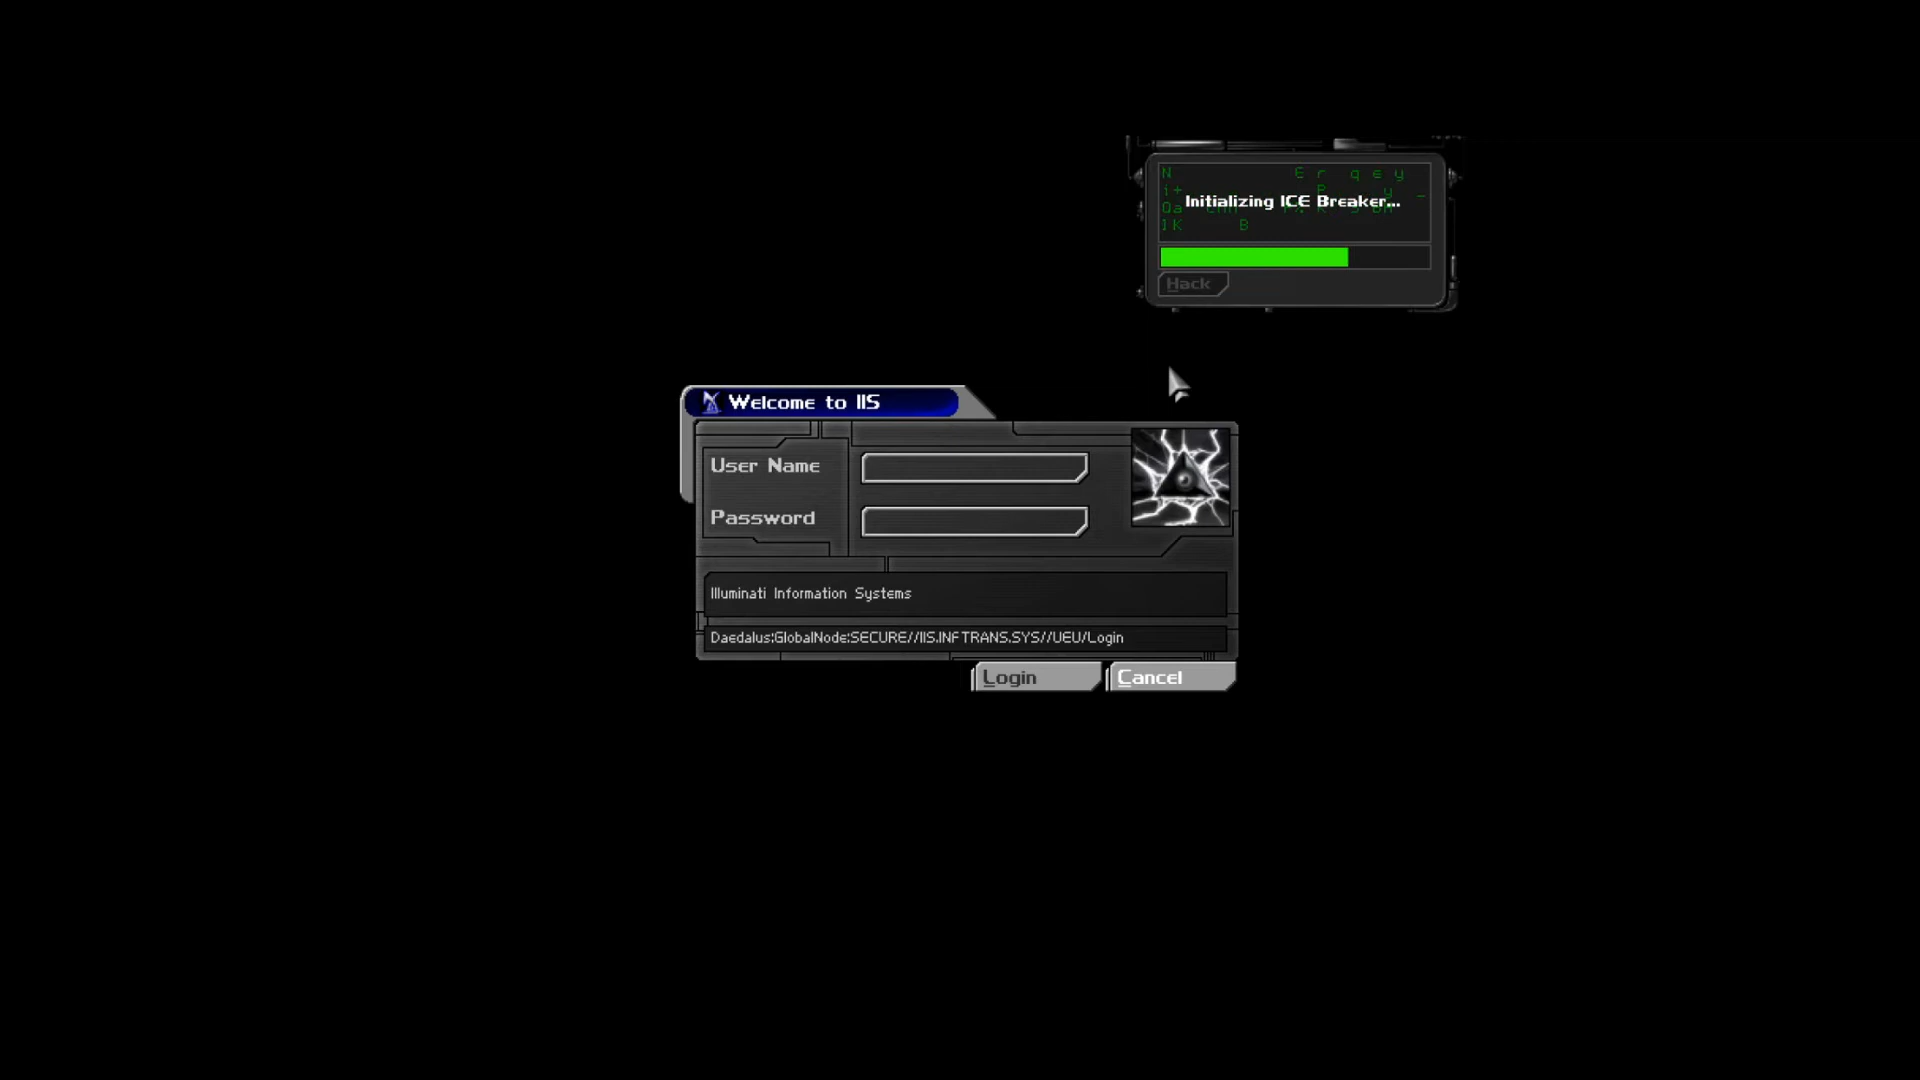 N E r q e y
Initializing ICE Breaker...
IK B
Hack
Welcome to IIS
User Name
Password
Illuminati Information Systems
Daedalus:GlobalNode:SECURE//IIS.INFTRANS.SYS//UEU/Login
Login
Cancel